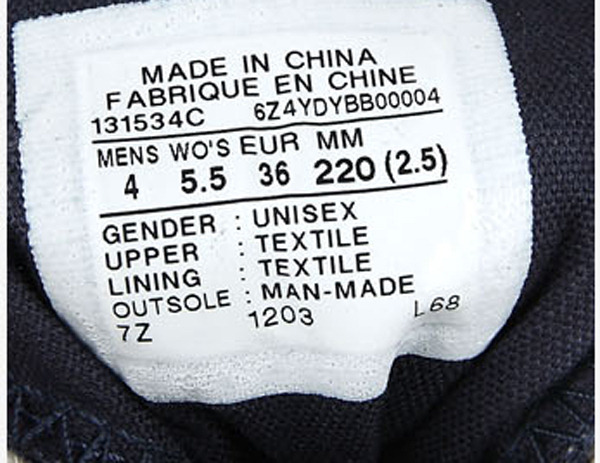 MADE IN CHINA
FABRIQUE EN CHINE
131534C 6Z4YDYBB00004
MENS WO'S EUR MM
4 5.5 36 220 (2.5)
GENDER : UNISEX
UPPER : TEXTILE
LINING : TEXTILE
OUTSOLE : MAN-MADE
7Z 1203 L68